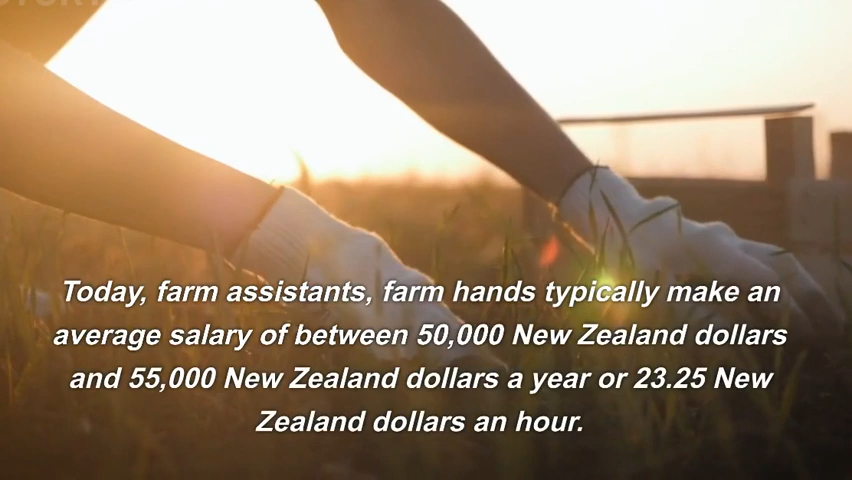 Today, farm assistants, farm hands typically make an
average salary of between 50,000 New Zealand dollars
and 55,000 New Zealand dollars a year or 23.25 New
Zealand dollars an hour.